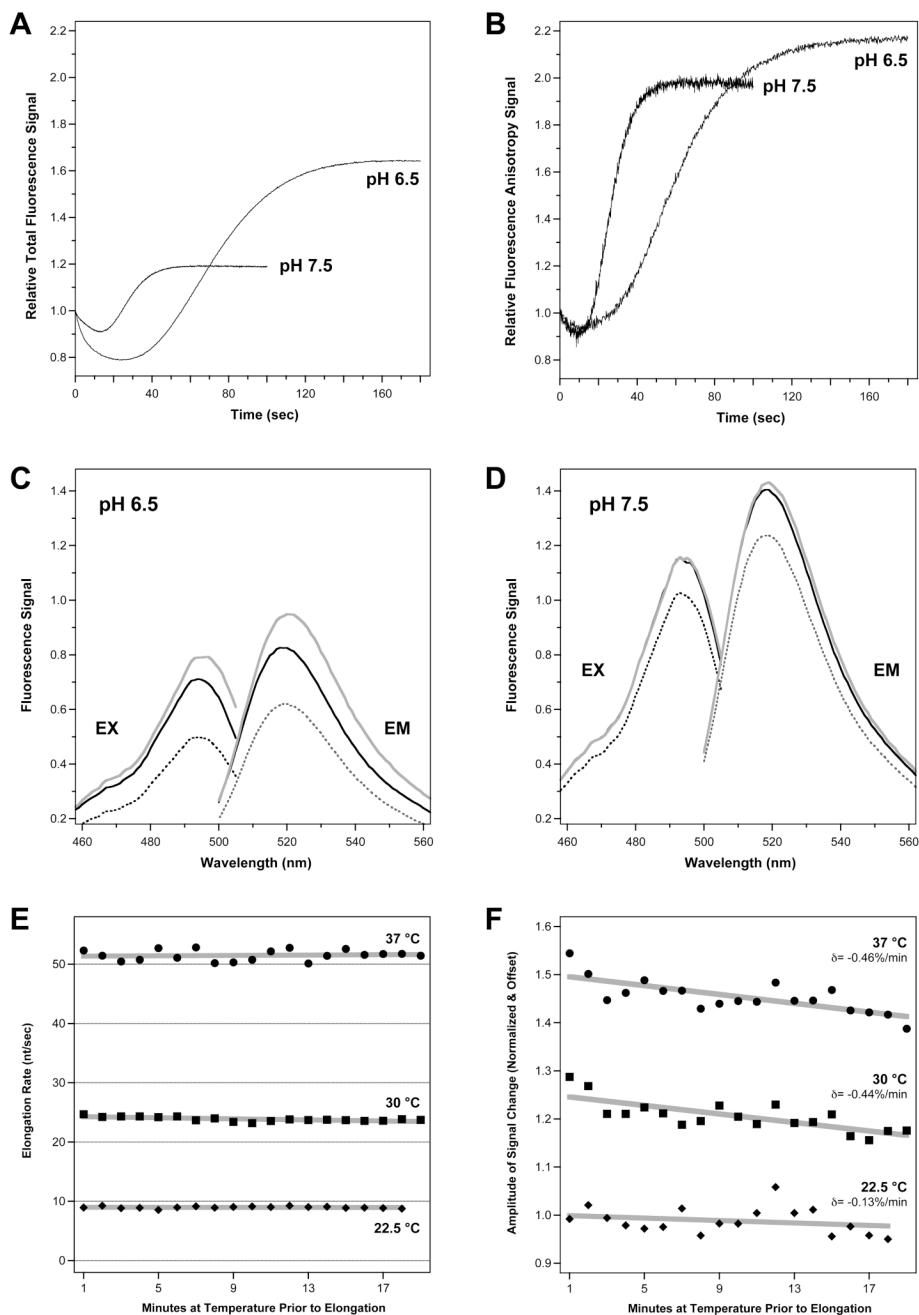 A
2.2
2.0
1.8
1.6
1.4
1.2
1.0
0.8
Relative Total Fluorescence Signal
pH 6.5
pH 7.5
0 40 80 120 160
Time (sec)
B
2.2
2.0
1.8
1.6
1.4
1.2
1.0
0.8
Relative Fluorescence Anisotropy Signal
pH 6.5
pH 7.5
0 40 80 120 160
Time (sec)
C
pH 6.5
1.4
1.2
1.0
0.8
0.6
0.4
0.2
Fluorescence Signal
EX
EM
460 480 500 520 540 560
Wavelength (nm)
D
pH 7.5
1.4
1.2
1.0
0.8
0.6
0.4
0.2
Fluorescence Signal
EX
EM
460 480 500 520 540 560
Wavelength (nm)
E
50
40
30
20
10
0
Elongation Rate (nt/sec)
37 °C
30 °C
22.5 °C
1 5 9 13 17
Minutes at Temperature Prior to Elongation
F
1.6
1.5
1.4
1.3
1.2
1.1
1.0
0.9
Amplitude of Signal Change (Normalized & Offset)
37 °C
δ= -0.46%/min
30 °C
δ= -0.44%/min
22.5 °C
δ= -0.13%/min
1 5 9 13 17
Minutes at Temperature Prior to Elongation